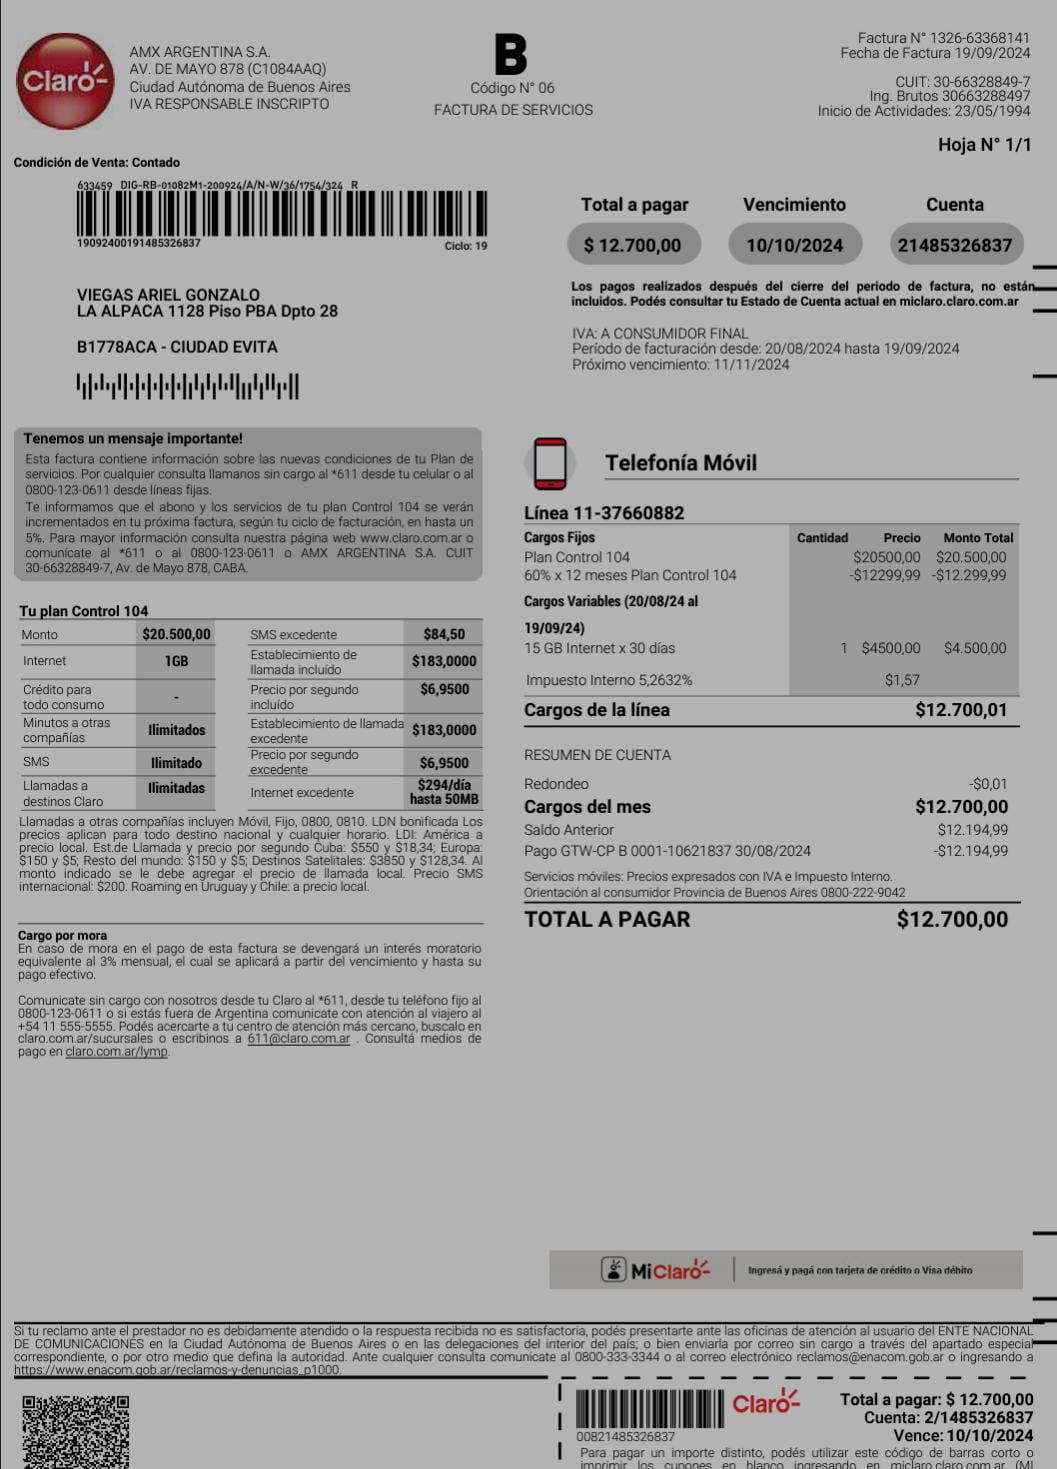 Claro
AMX ARGENTINA S.A.
AV. DE MAYO 878 (C1084AAQ)
Ciudad Autónoma de Buenos Aires
IVA RESPONSABLE INSCRIPTO
B
Código N° 06
FACTURA DE SERVICIOS
Factura N° 1326-63368141
Fecha de Factura 19/09/2024
CUIT: 30-66328849-7
Ing. Brutos 30663288497
Inicio de Actividades: 23/05/1994
Hoja N° 1/1
Condición de Venta: Contado
633459 DIG-RB-01082M1-200924/A/N-W/36/1754/324 R
19092400191485326837
Ciclo: 19
Total a pagar Vencimiento Cuenta
$ 12.700,00 10/10/2024 21485326837
Los pagos realizados después del cierre del periodo de factura, no están
incluidos. Podés consultar tu Estado de Cuenta actual en miclaro.claro.com.ar
VIEGAS ARIEL GONZALO
LA ALPACA 1128 Piso PBA Dpto 28
B1778ACA - CIUDAD EVITA
IVA: A CONSUMIDOR FINAL
Período de facturación desde: 20/08/2024 hasta 19/09/2024
Próximo vencimiento: 11/11/2024
Tenemos un mensaje importante!
Esta factura contiene información sobre las nuevas condiciones de tu Plan de
servicios. Por cualquier consulta llamanos sin cargo al *611 desde tu celular o al
0800-123-0611 desde líneas fijas.
Te informamos que el abono y los servicios de tu plan Control 104 se verán
incrementados en tu próxima factura, según tu ciclo de facturación, en hasta un
5%. Para mayor información consulta nuestra página web www.claro.com.ar o
comunícate al *611 o al 0800-123-0611 o AMX ARGENTINA S.A. CUIT
30-66328849-7, Av. de Mayo 878, CABA.
Tu plan Control 104
Monto $20.500,00 SMS excedente $84,50
Internet 1GB Establecimiento de
llamada incluído $183,0000
Crédito para
todo consumo - Precio por segundo
incluído $6,9500
Minutos a otras
compañías Ilimitados Establecimiento de llamada
excedente $183,0000
SMS Ilimitado Precio por segundo
excedente $6,9500
Llamadas a
destinos Claro Ilimitadas Internet excedente $294/día
hasta 50MB
Llamadas a otras compañías incluyen Móvil, Fijo, 0800, 0810. LDN bonificada Los
precios aplican para todo destino nacional y cualquier horario. LDI: América a
precio local. Est.de Llamada y precio por segundo Cuba: $550 y $18,34; Europa:
$150 y $5; Resto del mundo: $150 y $5; Destinos Satelitales: $3850 y $128,34. Al
monto indicado se le debe agregar el precio de llamada local. Precio SMS
internacional: $200. Roaming en Uruguay y Chile: a precio local.
Cargo por mora
En caso de mora en el pago de esta factura se devengará un interés moratorio
equivalente al 3% mensual, el cual se aplicará a partir del vencimiento y hasta su
pago efectivo.
Comunicate sin cargo con nosotros desde tu Claro al *611, desde tu teléfono fijo al
0800-123-0611 o si estás fuera de Argentina comunicate con atención al viajero al
+54 11 555-5555. Podés acercarte a tu centro de atención más cercano, buscalo en
claro.com.ar/sucursales o escribinos a 611@claro.com.ar . Consultá medios de
pago en claro.com.ar/lymp.
Telefonía Móvil
Línea 11-37660882
Cargos Fijos Cantidad Precio Monto Total
Plan Control 104 $20500,00 $20.500,00
60% x 12 meses Plan Control 104 -$12299,99 -$12.299,99
Cargos Variables (20/08/24 al
19/09/24)
15 GB Internet x 30 días 1 $4500,00 $4.500,00
Impuesto Interno 5,2632% $1,57
Cargos de la línea $12.700,01
RESUMEN DE CUENTA
Redondeo -$0,01
Cargos del mes $12.700,00
Saldo Anterior $12.194,99
Pago GTW-CP B 0001-10621837 30/08/2024 -$12.194,99
Servicios móviles: Precios expresados con IVA e Impuesto Interno.
Orientación al consumidor Provincia de Buenos Aires 0800-222-9042
TOTAL A PAGAR $12.700,00
MiClaro Ingresá y pagá con tarjeta de crédito o Visa débito
Si tu reclamo ante el prestador no es debidamente atendido o la respuesta recibida no es satisfactoria, podés presentarte ante las oficinas de atención al usuario del ENTE NACIONAL
DE COMUNICACIONES en la Ciudad Autónoma de Buenos Aires o en las delegaciones del interior del país; o bien enviarla por correo sin cargo a través del apartado especial
correspondiente, o por otro medio que defina la autoridad. Ante cualquier consulta comunicate al 0800-333-3344 o al correo electrónico reclamos@enacom.gob.ar o ingresando a
https://www.enacom.gob.ar/reclamos-y-denuncias_p1000.
00821485326837
Claro
Total a pagar: $ 12.700,00
Cuenta: 2/1485326837
Vence: 10/10/2024
Para pagar un importe distinto, podés utilizar este código de barras corto o
imprimir los cupones en blanco ingresando en miclaro.claro.com.ar (MI